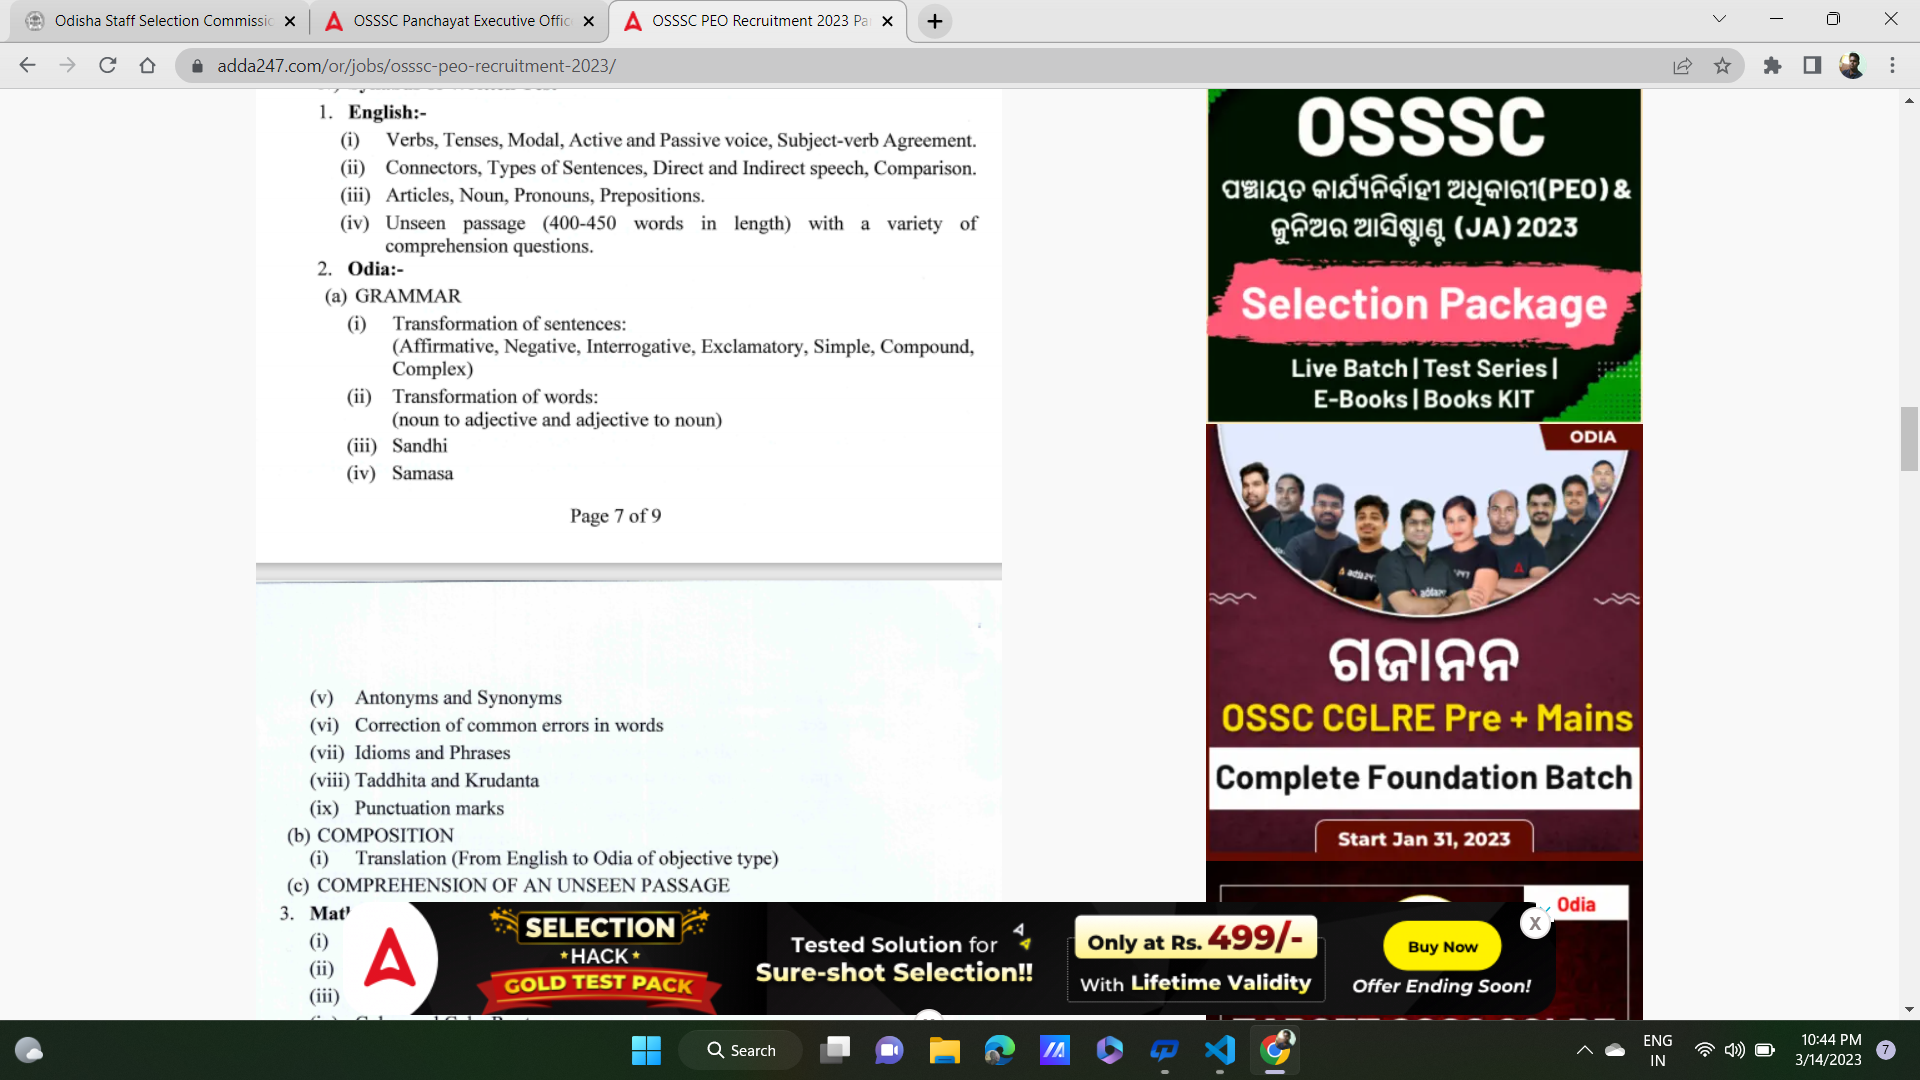 Odisha Staff Selection Commissic
OSSSC Panchayat Executive Offic
OSSSC PEO Recruitment 2023 Pa
adda247.com/or/jobs/osssc-peo-recruitment-2023/
1. English:-
(i) Verbs, Tenses, Modal, Active and Passive voice, Subject-verb Agreement.
(ii) Connectors, Types of Sentences, Direct and Indirect speech, Comparison.
(iii) Articles, Noun, Pronouns, Prepositions.
(iv) Unseen passage (400-450 words in length) with a variety of
comprehension questions.
2. Odia:-
(a) GRAMMAR
(i) Transformation of sentences:
(Affirmative, Negative, Interrogative, Exclamatory, Simple, Compound,
Complex)
(ii) Transformation of words:
(noun to adjective and adjective to noun)
(iii) Sandhi
(iv) Samasa
Page 7 of 9
(v) Antonyms and Synonyms
(vi) Correction of common errors in words
(vii) Idioms and Phrases
(viii) Taddhita and Krudanta
(ix) Punctuation marks
(b) COMPOSITION
(i) Translation (From English to Odia of objective type)
(c) COMPREHENSION OF AN UNSEEN PASSAGE
3.
(i)
(ii)
(iii)
OSSSC
ପଞ୍ଚାୟତ କାର୍ଯ୍ୟନିର୍ବାହୀ ଅଧିକାରୀ(PEO) &
ଜୁନିଅର ଆସିଷ୍ଟାଣ୍ଟ (JA) 2023
Selection Package
Live Batch | Test Series |
E-Books | Books KIT
ODIA
ଗଜାନନ
OSSC CGLRE Pre + Mains
Complete Foundation Batch
Start Jan 31, 2023
Odia
SELECTION
HACK
GOLD TEST PACK
Tested Solution for
Sure-shot Selection!!
Only at Rs. 499/-
With Lifetime Validity
Buy Now
Offer Ending Soon!
X
Search
ENG
IN
10:44 PM
3/14/2023
7